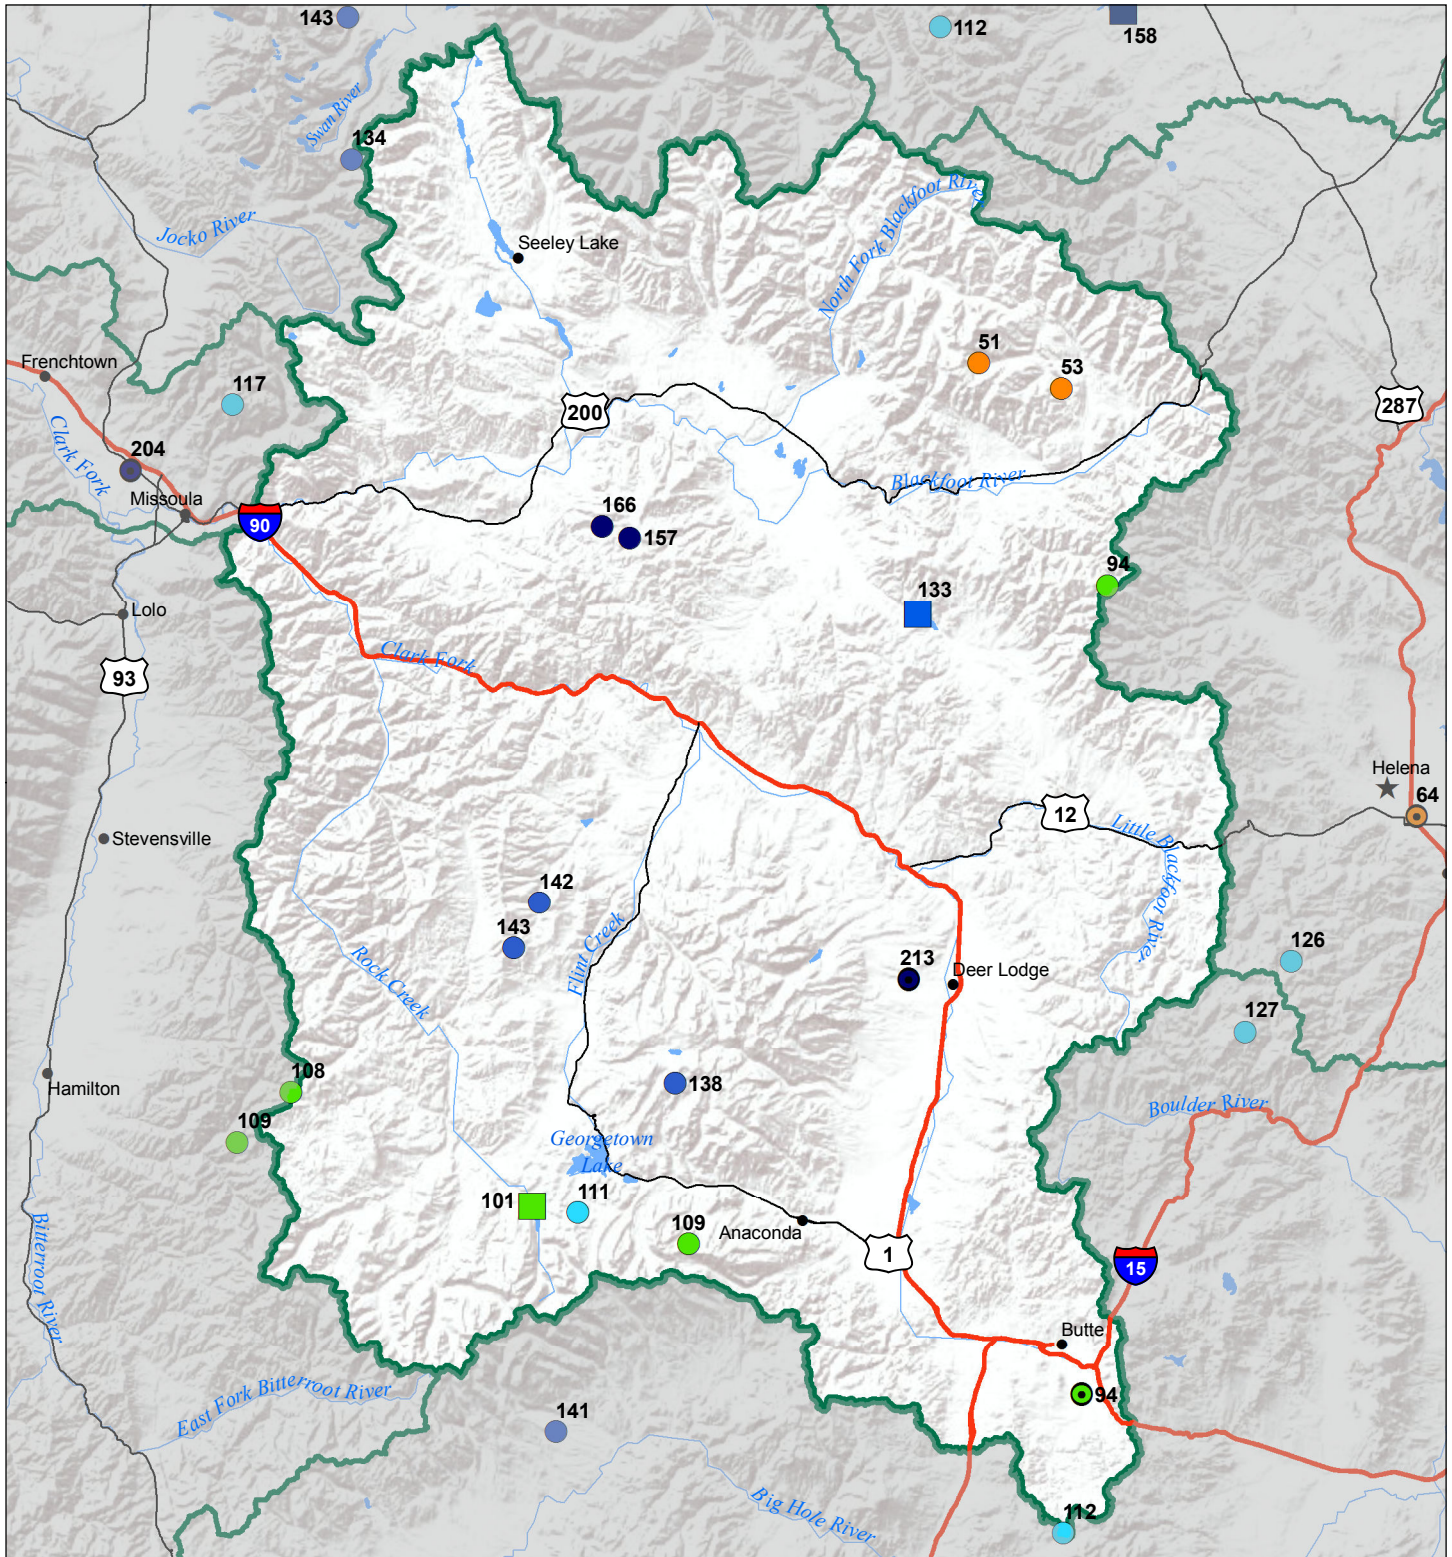 143
112
158
Swan River
134
Jocko River
North Fork Blackfoot River
Seeley Lake
51
53
Frenchtown
117
200
287
Clark Fork
204
Missoula
90
Blackfoot River
166
157
94
133
Lolo
93
Clark Fork
Helena
64
12
Little Blackfoot River
Stevensville
142
143
Flint Creek
Rock Creek
213
Deer Lodge
126
127
108
138
Hamilton
109
Boulder River
Georgetown
Lake
101
111
109
Anaconda
1
15
Bitterroot River
Butte
94
East Fork Bitterroot River
141
Big Hole River
112